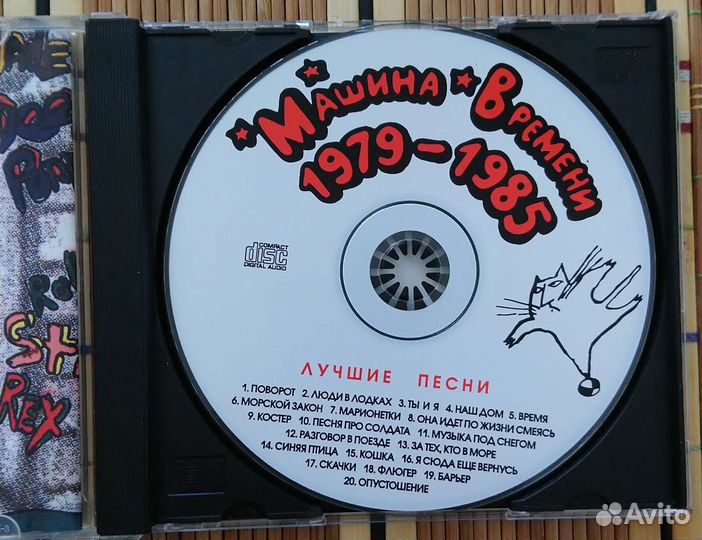 Машина Времени
1979-1985
COMPACT
disc
DIGITAL AUDIO
ЛУЧШИЕ ПЕСНИ
1. ПОВОРОТ 2. ЛЮДИ В ЛОДКАХ 3. ТЫ И Я 4. НАШ ДОМ 5. ВРЕМЯ
6. МОРСКОЙ ЗАКОН 7. МАРИОНЕТКИ 8. ОНА ИДЕТ ПО ЖИЗНИ СМЕЯСЬ
9. КОСТЕР 10. ПЕСНЯ ПРО СОЛДАТА 11. МУЗЫКА ПОД СНЕГОМ
12. РАЗГОВОР В ПОЕЗДЕ 13. ЗА ТЕХ, КТО В МОРЕ
14. СИНЯЯ ПТИЦА 15. КОШКА 16. Я СЮДА ЕЩЕ ВЕРНУСЬ
17. СКАЧКИ 18. ФЛЮГЕР 19. БАРЬЕР
20. ОПУСТОШЕНИЕ
REX
Avito